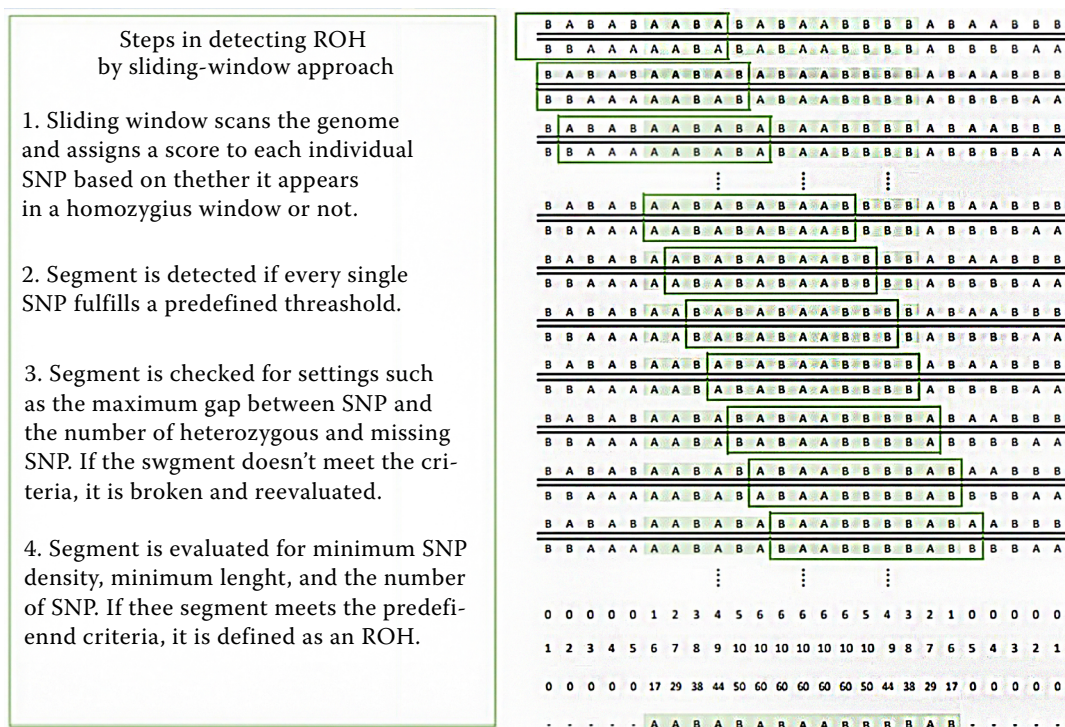 Steps in detecting ROH
by sliding-window approach
1. Sliding window scans the genome
and assigns a score to each individual
SNP based on thether it appears
in a homozygius window or not.
2. Segment is detected if every single
SNP fulfills a predefined threashold.
3. Segment is checked for settings such
as the maximum gap between SNP and
the number of heterozygous and missing
SNP. If the swgment doesn't meet the cri-
teria, it is broken and reevaluated.
4. Segment is evaluated for minimum SNP
density, minimum lenght, and the number
of SNP. If thee segment meets the predefi-
ennd criteria, it is defined as an ROH.
B A B A B A A B A B A B A A B B B B A B A A B B B
B B A A A A A B A B A B A A B B B B A B B B B A A
B A B A B A A B A B A B A A B B B B A B A A B B B
B B A A A A A B A B A B A A B B B B A B B B B A A
B A B A B A A B A B A B A A B B B B A B A A B B B
B B A A A A A B A B A B A A B B B B A B B B B A A
B A B A B A A B A B A B A A B B B B A B A A B B B
B B A A A A A B A B A B A A B B B B A B B B B A A
B A B A B A A B A B A B A A B B B B A B A A B B B
B B A A A A A B A B A B A A B B B B A B B B B A A
B A B A B A A B A B A B A A B B B B A B A A B B B
B B A A A A A B A B A B A A B B B B A B B B B A A
B A B A B A A B A B A B A A B B B B A B A A B B B
B B A A A A A B A B A B A A B B B B A B B B B A A
B A B A B A A B A B A B A A B B B B A B A A B B B
B B A A A A A B A B A B A A B B B B A B B B B A A
B A B A B A A B A B A B A A B B B B A B A A B B B
B B A A A A A B A B A B A A B B B B A B B B B A A
B A B A B A A B A B A B A A B B B B A B A A B B B
B B A A A A A B A B A B A A B B B B A B B B B A A
0 0 0 0 0 1 2 3 4 5 6 6 6 6 6 5 4 3 2 1 0 0 0 0 0
1 2 3 4 5 6 7 8 9 10 10 10 10 10 10 10 9 8 7 6 5 4 3 2 1
0 0 0 0 0 17 29 38 44 50 60 60 60 60 60 50 44 38 29 17 0 0 0 0 0
- - - - - A A B A B A B A A B B B B A B - - - - -